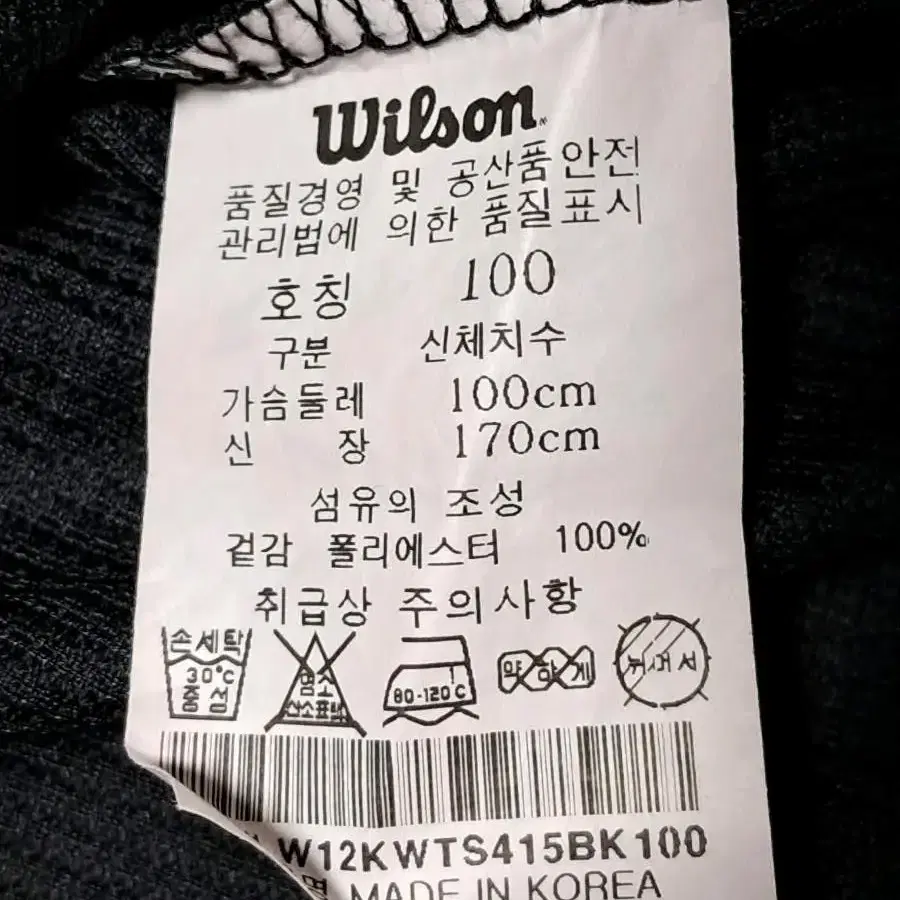 Wilson
품질경영 및 공산품안전
관리법에 의한 품질표시
호칭 100
구분 신체치수
가슴둘레 100cm
신 장 170cm
섬유의 조성
겉감 폴리에스터 100%
취급상 주의사항
손세탁 30℃ 중성
염소 산소표백
80-120℃
약하게
뉘어서
W12KWTS415BK100
MADE IN KOREA